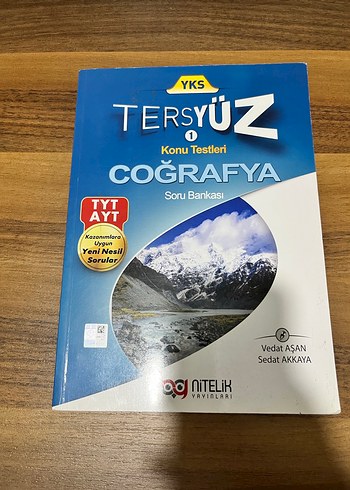 YKS
TERSYÜZ
1
Konu Testleri
COĞRAFYA
Soru Bankası
TYT
AYT
Kazanımlara
Uygun
Yeni Nesil
Sorular
Vedat AŞAN
Sedat AKKAYA
NİTELİK
YAYINLARI